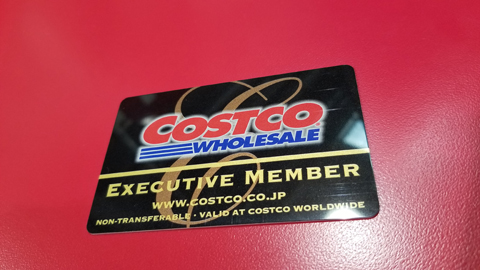 COSTCO
WHOLESALE
EXECUTIVE MEMBER
WWW.COSTCO.CO.JP
NON-TRANSFERABLE · VALID AT COSTCO WORLDWIDE